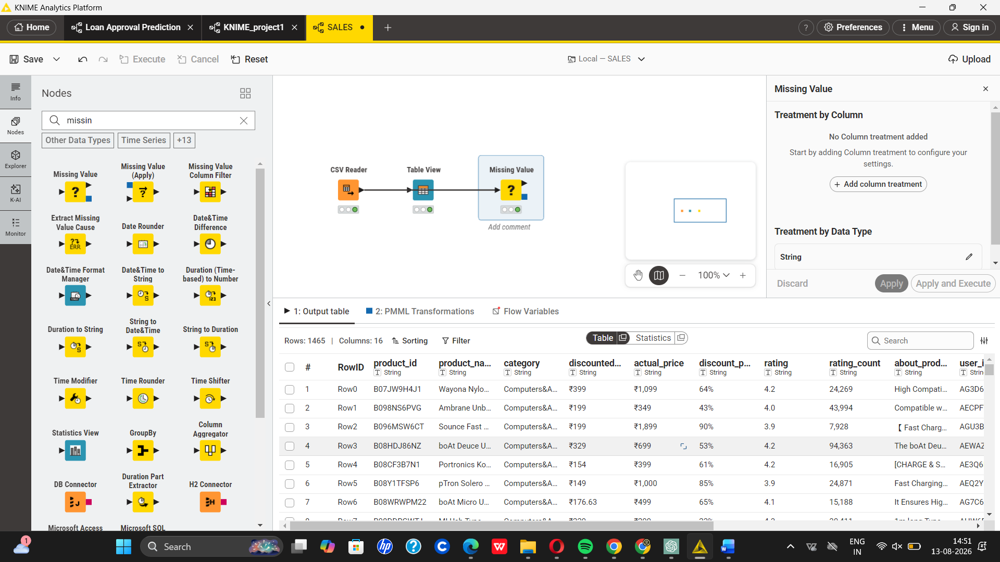 KNIME Analytics Platform
Home
Loan Approval Prediction
KNIME_project1
SALES
?
Preferences
Menu
Sign in
Save
Execute
Cancel
Reset
Local — SALES
Upload
Info
Nodes
Explorer
K-AI
Monitor
Nodes
missin
Other Data Types
Time Series
+13
Missing Value
Missing Value (Apply)
Missing Value Column Filter
Extract Missing Value Cause
Date Rounder
Date&Time Difference
Date&Time Format Manager
Date&Time to String
Duration (Time-based) to Number
Duration to String
String to Date&Time
String to Duration
Time Modifier
Time Rounder
Time Shifter
Statistics View
GroupBy
Column Aggregator
DB Connector
Duration Part Extractor
H2 Connector
Microsoft Access
Microsoft SQL
CSV Reader
Table View
Missing Value
Add comment
100%
Missing Value
Treatment by Column
No Column treatment added
Start by adding Column treatment to configure your
settings.
+ Add column treatment
Treatment by Data Type
String
Discard
Apply
Apply and Execute
1: Output table
2: PMML Transformations
Flow Variables
Rows: 1465 | Columns: 16
Sorting
Filter
Table
Statistics
Search
# RowID product_id product_na... category discounted... actual_price discount_p... rating rating_count about_prod... user_i
T String T String T String T String T String T String T String T String T String T Strin
1 Row0 B07JW9H4J1 Wayona Nylo... Computers&A... ₹399 ₹1,099 64% 4.2 24,269 High Compati... AG3D6
2 Row1 B098NS6PVG Ambrane Unb... Computers&A... ₹199 ₹349 43% 4.0 43,994 Compatible w... AECPF
3 Row2 B096MSW6CT Sounce Fast ... Computers&A... ₹199 ₹1,899 90% 3.9 7,928 【 Fast Charg... AGU3B
4 Row3 B08HDJ86NZ boAt Deuce U... Computers&A... ₹329 ₹699 53% 4.2 94,363 The boAt Deu... AEWAZ
5 Row4 B08CF3B7N1 Portronics Ko... Computers&A... ₹154 ₹399 61% 4.2 16,905 [CHARGE & S... AE3Q6
6 Row5 B08Y1TFSP6 pTron Solero ... Computers&A... ₹149 ₹1,000 85% 3.9 24,871 Fast Charging... AEQ2Y
7 Row6 B08WRWPM22 boAt Micro U... Computers&A... ₹176.63 ₹499 65% 4.1 15,188 It Ensures Hig... AG7C6
1
Search
ENG
IN
14:51
13-08-2026